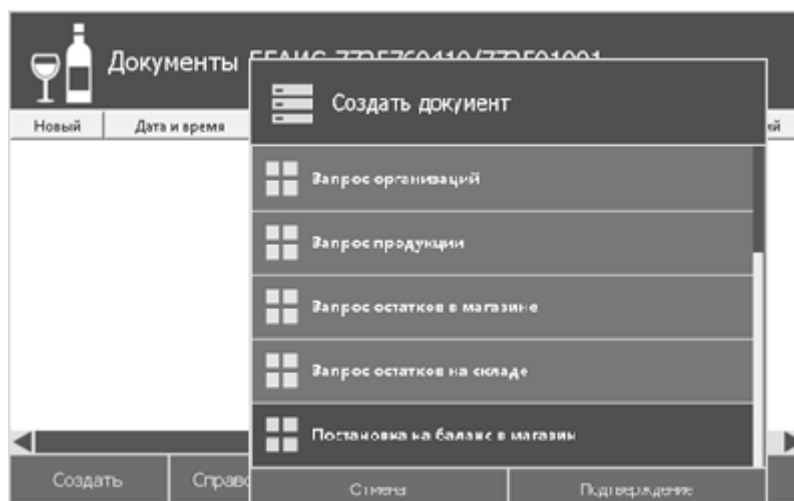 Документы ЕГАИС
Создать документ
Новый
Дата и время
Запрос организаций
Запрос продукции
Запрос остатков в магазине
Запрос остатков на складе
Постановка на баланс в магазин
Создать
Отмена
Подтверждение